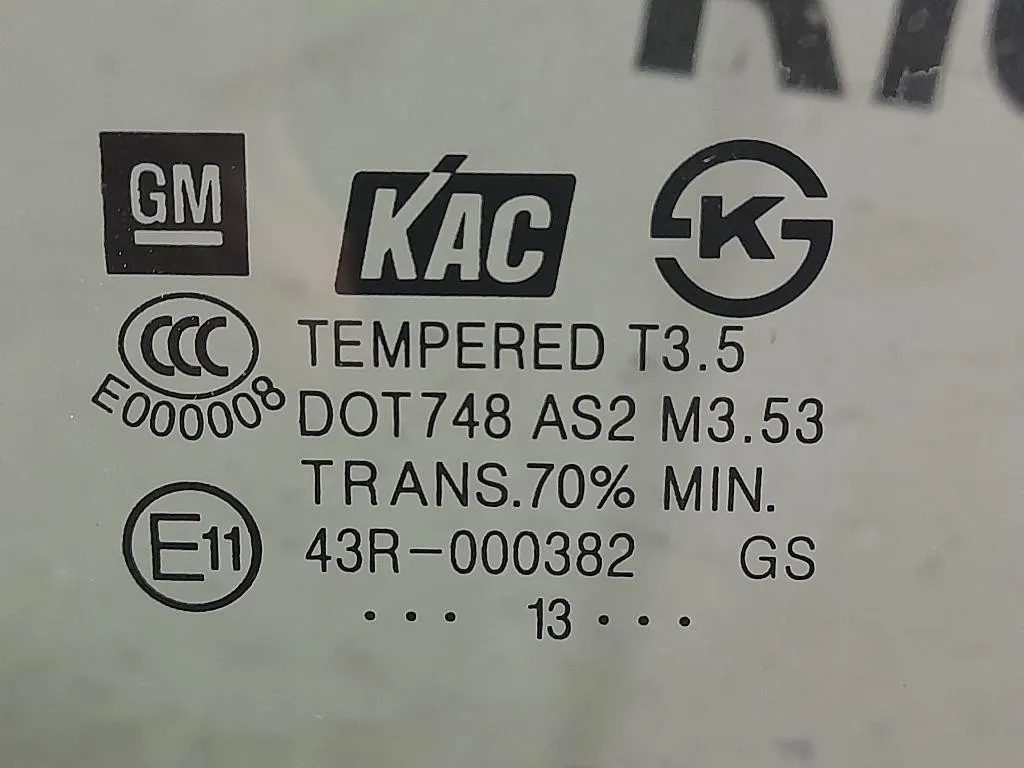 GM KAC K
CCC TEMPERED T3.5
E000008 DOT748 AS2 M3.53
TRANS.70% MIN.
E11 43R-000382 GS
... 13 ...